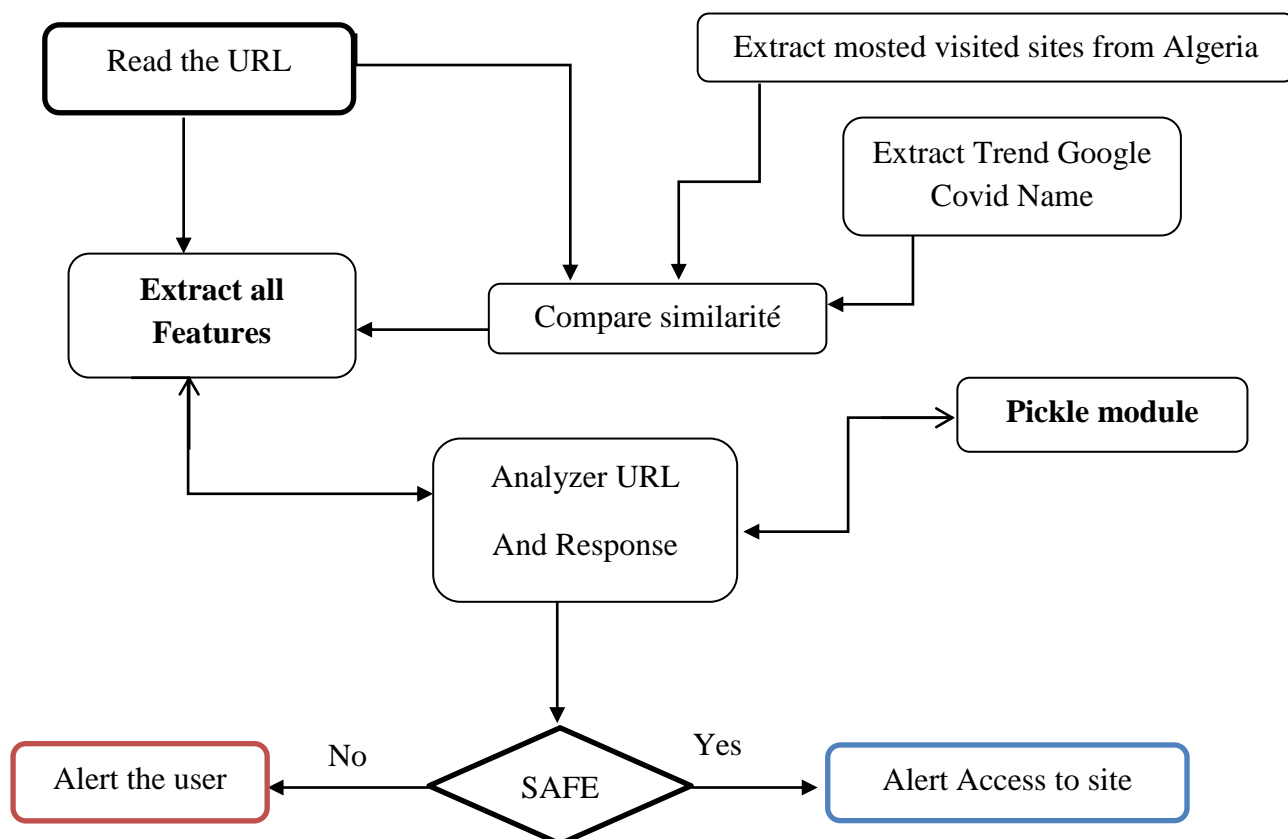 Read the URL
Extract mosted visited sites from Algeria
Extract Trend Google
Covid Name
Extract all
Features
Compare similarité
Pickle module
Analyzer URL
And Response
No
Yes
Alert the user
SAFE
Alert Access to site